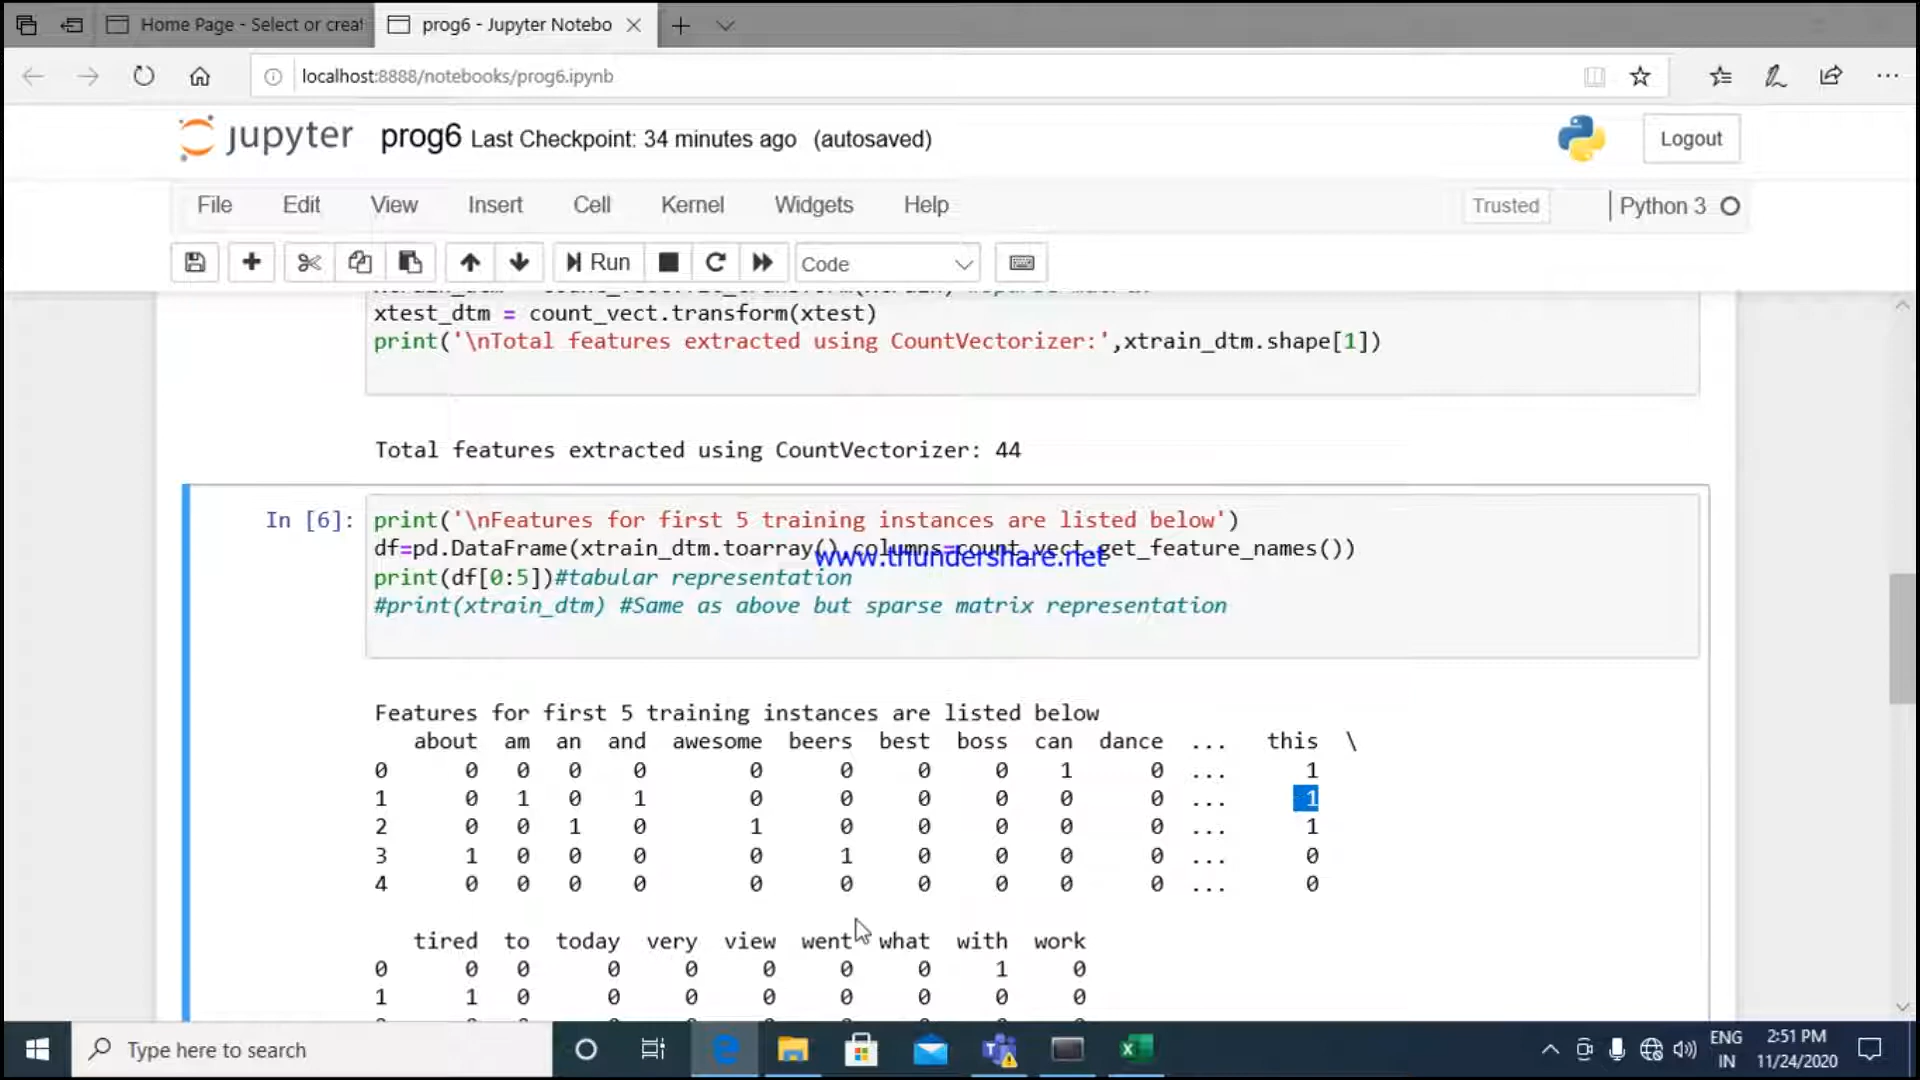 Home Page - Select or creat
prog6 - Jupyter Notebo
localhost:8888/notebooks/prog6.ipynb
jupyter prog6 Last Checkpoint: 34 minutes ago (autosaved)
Logout
File Edit View Insert Cell Kernel Widgets Help
Trusted
Python 3
Run
Code
xtest_dtm = count_vect.transform(xtest)
print('\nTotal features extracted using CountVectorizer:',xtrain_dtm.shape[1])
Total features extracted using CountVectorizer: 44
In [6]:
print('\nFeatures for first 5 training instances are listed below')
df=pd.DataFrame(xtrain_dtm.toarray(),columns=count_vect.get_feature_names())
www.thundershare.net
print(df[0:5])#tabular representation
#print(xtrain_dtm) #Same as above but sparse matrix representation
Features for first 5 training instances are listed below
about am an and awesome beers best boss can dance ... this \
0 0 0 0 0 0 0 0 0 1 0 ... 1
1 0 1 0 1 0 0 0 0 0 0 ... 1
2 0 0 1 0 1 0 0 0 0 0 ... 1
3 1 0 0 0 0 1 0 0 0 0 ... 0
4 0 0 0 0 0 0 0 0 0 0 ... 0
tired to today very view went what with work
0 0 0 0 0 0 0 0 1 0
1 1 0 0 0 0 0 0 0 0
Type here to search
ENG
IN
2:51 PM
11/24/2020